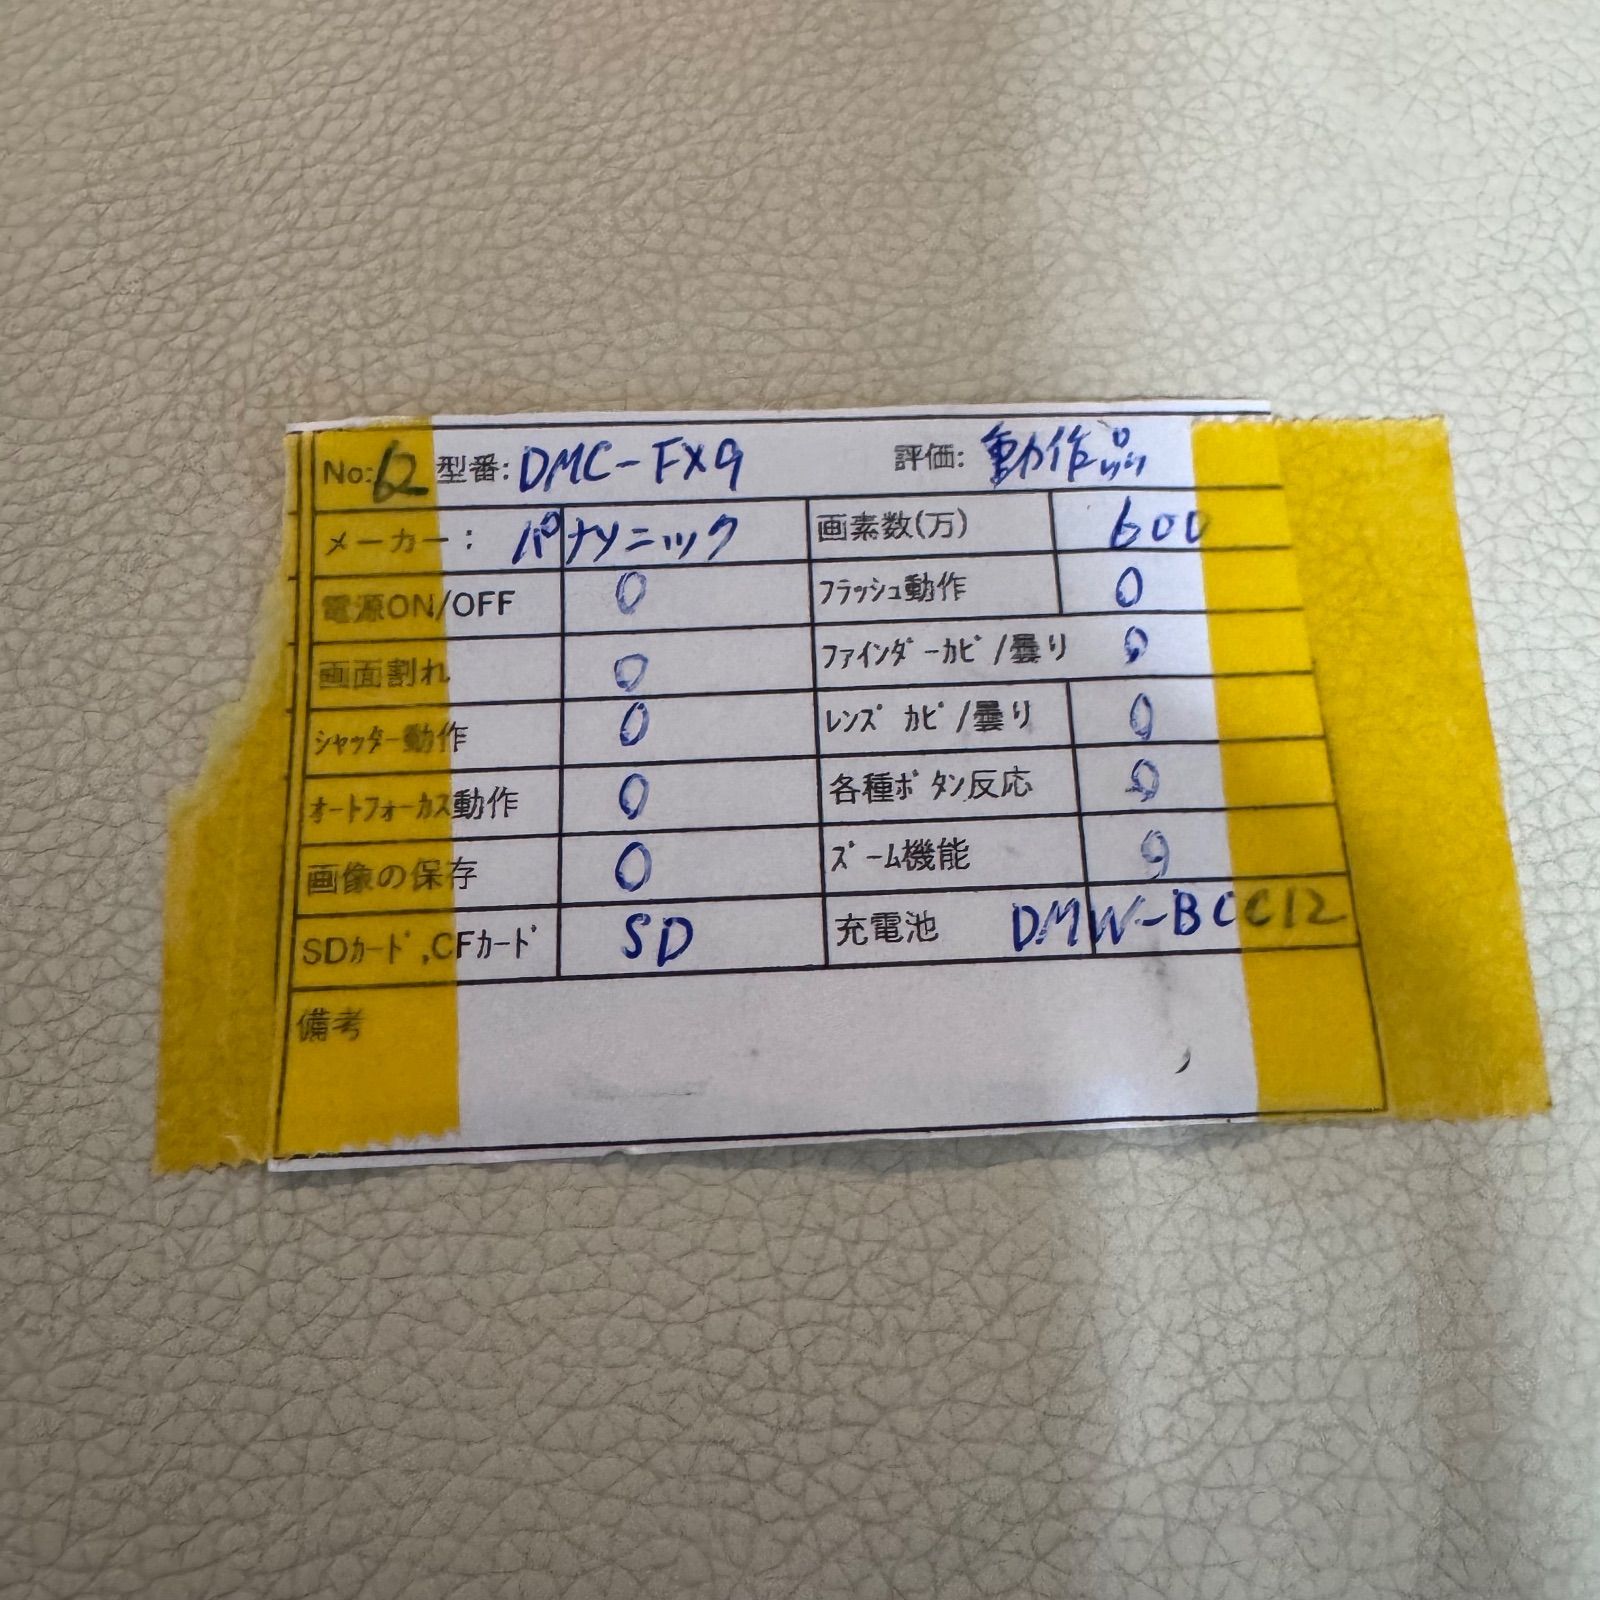 No: 62 型番: DMC-FX9 評価: 動作品
メーカー: パナソニック 画素数(万) 600
電源ON/OFF 0 フラッシュ動作 0
画面割れ 0 ファインダーカビ/曇り 0
シャッター動作 0 レンズカビ/曇り 0
オートフォーカス動作 0 各種ボタン反応 0
画像の保存 0 ズーム機能 0
SDカード,CFカード SD 充電池 DMW-BCC12
備考